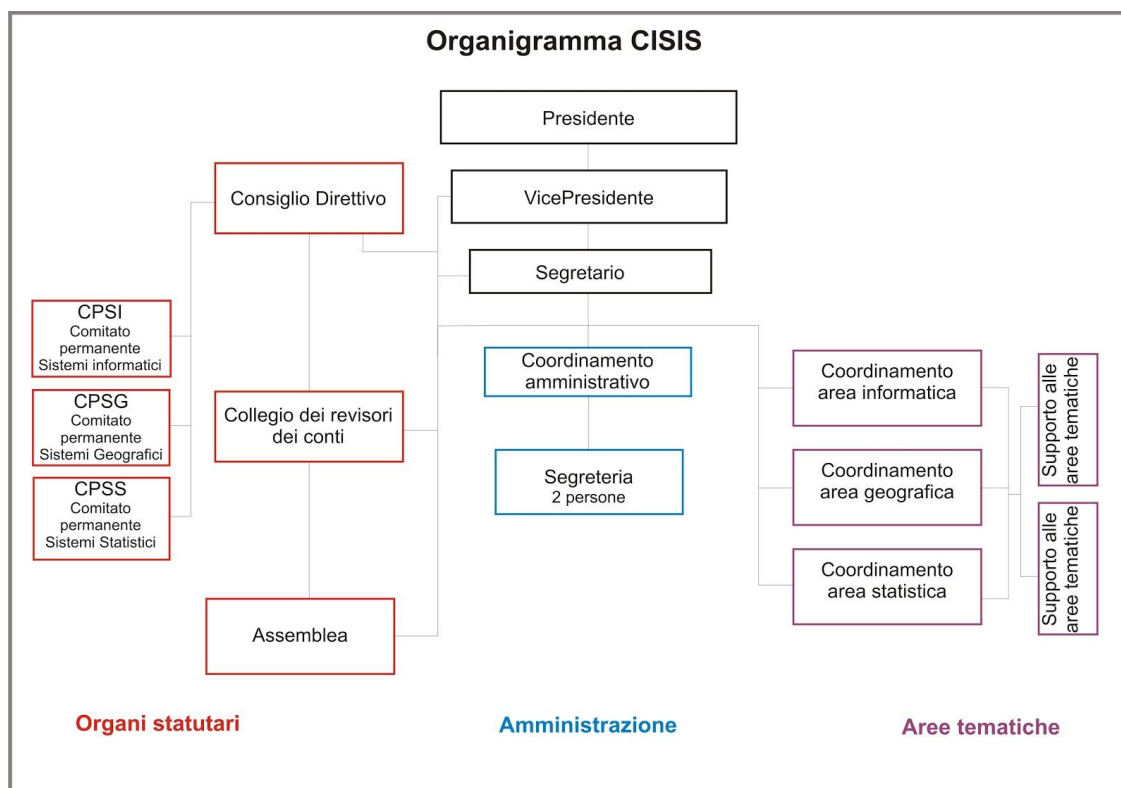 Organigramma CISIS
Presidente
Consiglio Direttivo
VicePresidente
Segretario
CPSI
Comitato
permanente
Sistemi informatici
CPSG
Comitato
permanente
Sistemi Geografici
CPSS
Comitato
permanente
Sistemi Statistici
Collegio dei revisori
dei conti
Assemblea
Coordinamento
amministrativo
Segreteria
2 persone
Coordinamento
area informatica
Coordinamento
area geografica
Coordinamento
area statistica
Supporto alle
aree tematiche
Supporto alle
aree tematiche
Organi statutari
Amministrazione
Aree tematiche